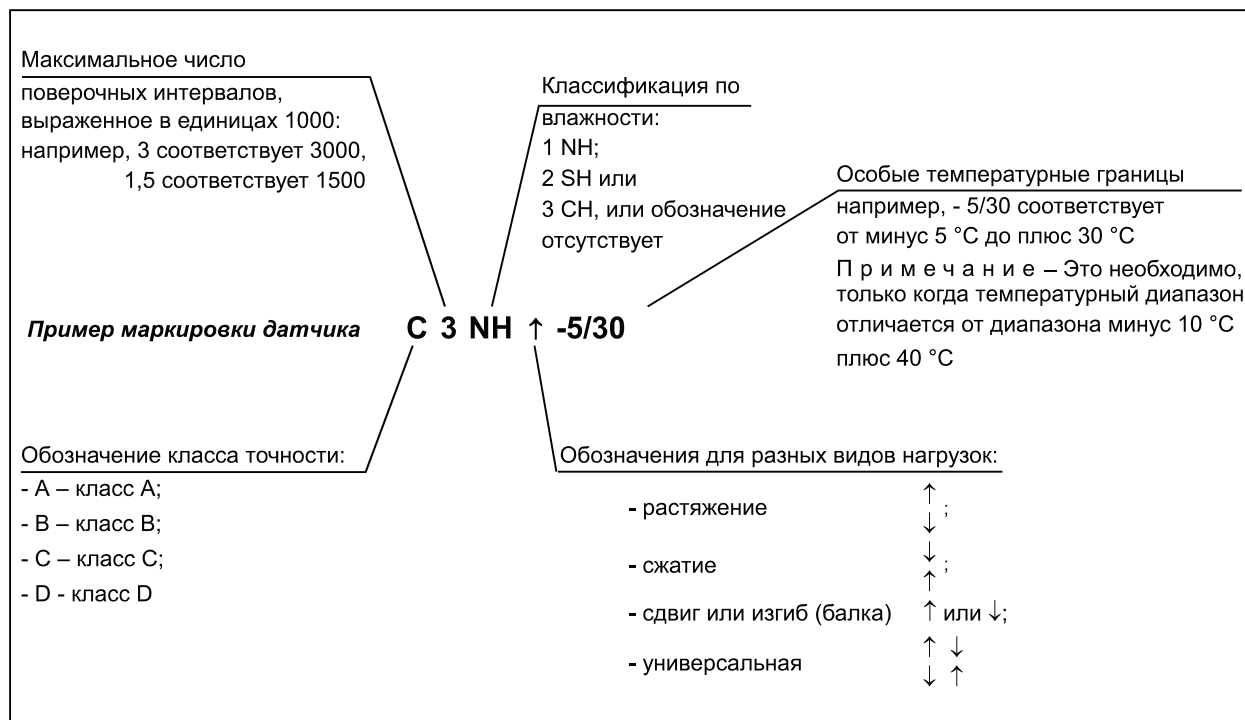 Максимальное число
поверочных интервалов,
выраженное в единицах 1000:
например, 3 соответствует 3000,
1,5 соответствует 1500
Классификация по
влажности:
1 NH;
2 SH или
3 CH, или обозначение
отсутствует
Особые температурные границы
например, - 5/30 соответствует
от минус 5 °C до плюс 30 °C
П р и м е ч а н и е – Это необходимо,
только когда температурный диапазон
отличается от диапазона минус 10 °C
плюс 40 °C
Пример маркировки датчика C 3 NH ↑ -5/30
Обозначение класса точности:
- A – класс A;
- B – класс B;
- C – класс C;
- D - класс D
Обозначения для разных видов нагрузок:
- растяжение ↑ ↓ ;
- сжатие ↓ ↑ ;
- сдвиг или изгиб (балка) ↑ или ↓;
- универсальная ↑ ↓
↓ ↑